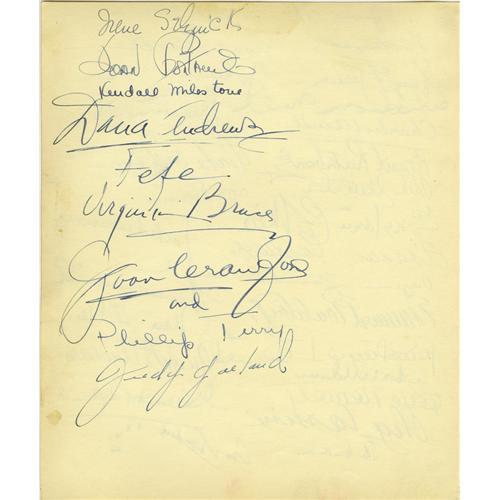 Irene Selznick
Joan Fontaine
Kendall Milestone
Dana Andrews
Fefe
Virginia Bruce
Joan Crawford
and
Phillip Terry
Judy Garland